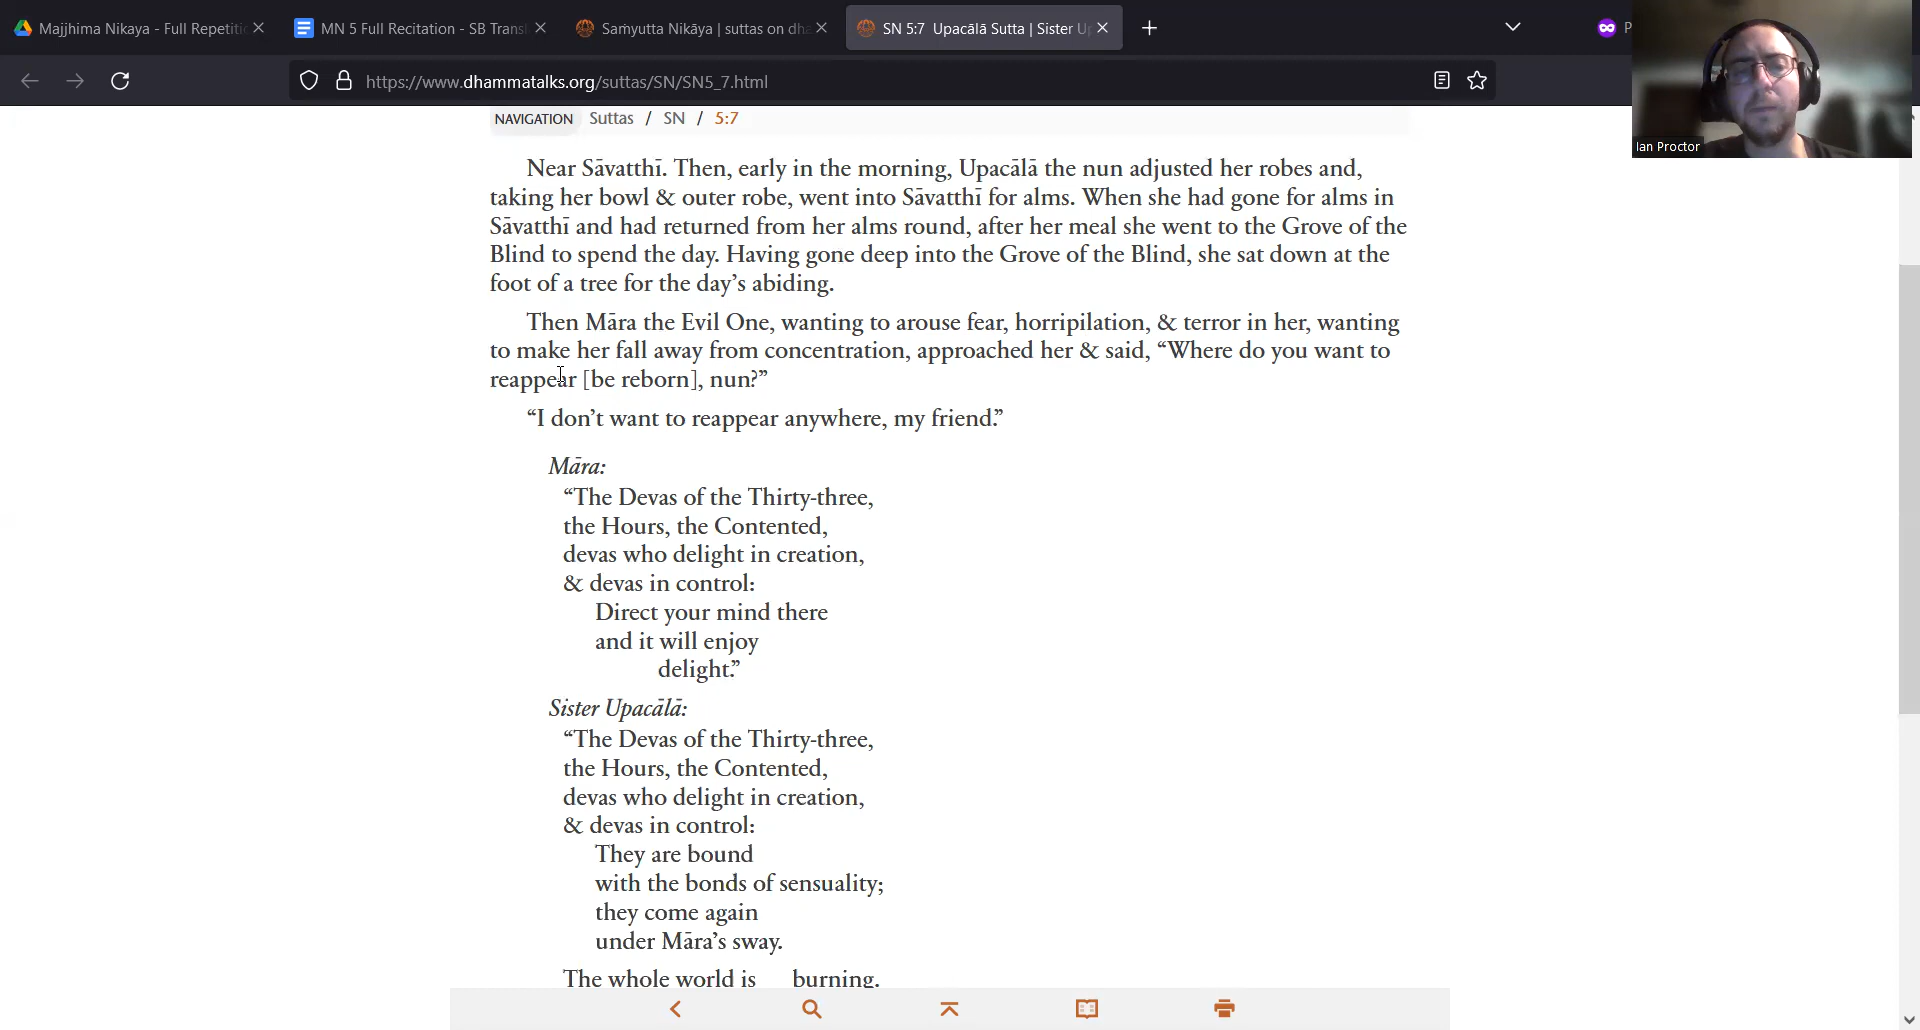 Majjhima Nikaya - Full Repetiti
MN 5 Full Recitation - SB Trans
Saṁyutta Nikāya | suttas on dha
SN 5:7 Upacālā Sutta | Sister Up
P
https://www.dhammatalks.org/suttas/SN/SN5_7.html
Ian Proctor
NAVIGATION Suttas / SN / 5:7
Near Sāvatthī. Then, early in the morning, Upacālā the nun adjusted her robes and,
taking her bowl & outer robe, went into Sāvatthī for alms. When she had gone for alms in
Sāvatthī and had returned from her alms round, after her meal she went to the Grove of the
Blind to spend the day. Having gone deep into the Grove of the Blind, she sat down at the
foot of a tree for the day’s abiding.
Then Māra the Evil One, wanting to arouse fear, horripilation, & terror in her, wanting
to make her fall away from concentration, approached her & said, “Where do you want to
reappear [be reborn], nun?”
“I don’t want to reappear anywhere, my friend.”
Māra:
“The Devas of the Thirty-three,
the Hours, the Contented,
devas who delight in creation,
& devas in control:
Direct your mind there
and it will enjoy
delight.”
Sister Upacālā:
“The Devas of the Thirty-three,
the Hours, the Contented,
devas who delight in creation,
& devas in control:
They are bound
with the bonds of sensuality;
they come again
under Māra’s sway.
The whole world is burning.